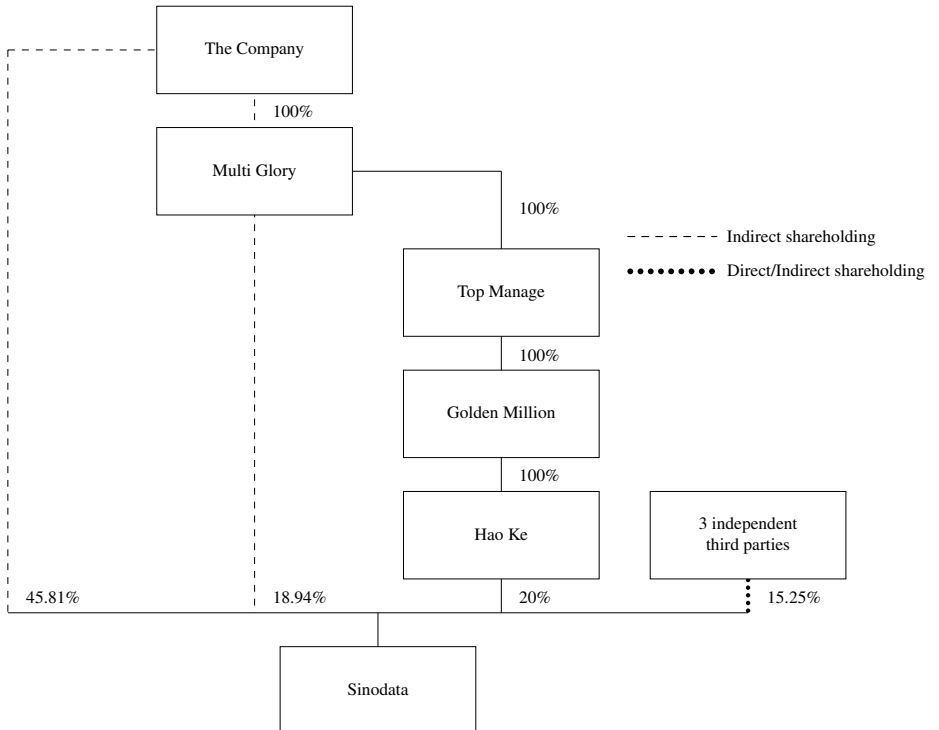 The Company
100%
Multi Glory
100%
Indirect shareholding
Direct/Indirect shareholding
Top Manage
100%
Golden Million
100%
Hao Ke
3 independent
third parties
45.81%
18.94%
20%
15.25%
Sinodata